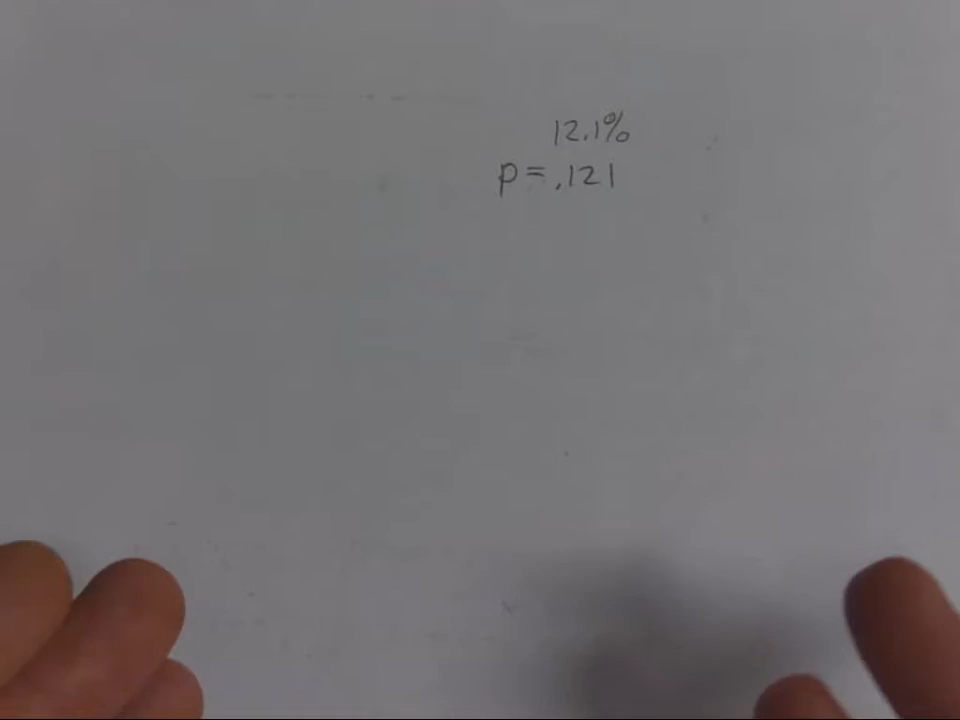 12.1%
p = .121